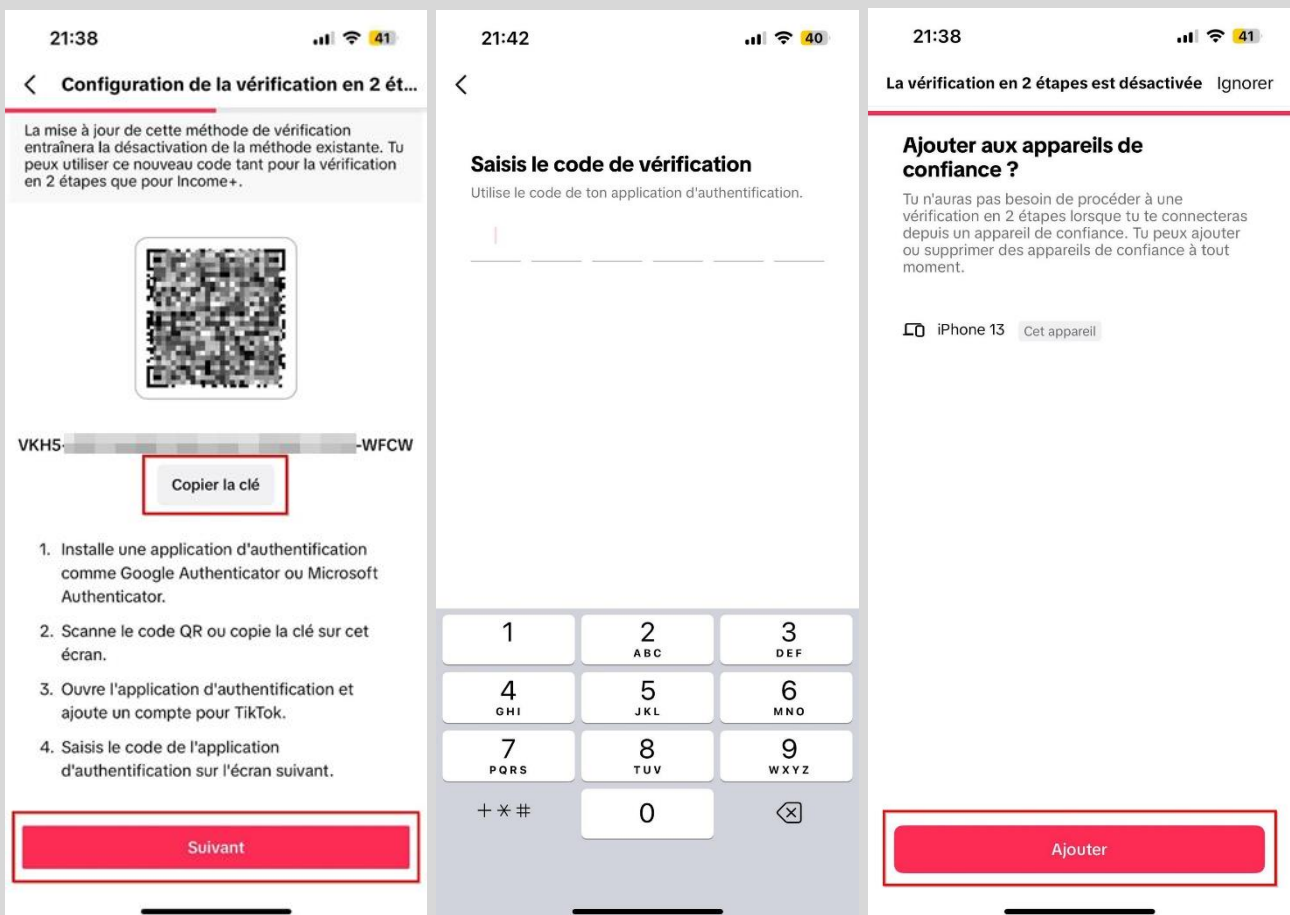 21:38
41
Configuration de la vérification en 2 ét...
La mise à jour de cette méthode de vérification
entraînera la désactivation de la méthode existante. Tu
peux utiliser ce nouveau code tant pour la vérification
en 2 étapes que pour Income+.
VKH5-
-WFCW
Copier la clé
1. Installe une application d'authentification
comme Google Authenticator ou Microsoft
Authenticator.
2. Scanne le code QR ou copie la clé sur cet
écran.
3. Ouvre l'application d'authentification et
ajoute un compte pour TikTok.
4. Saisis le code de l'application
d'authentification sur l'écran suivant.
Suivant
21:42
40
Saisis le code de vérification
Utilise le code de ton application d'authentification.
1
2
ABC
3
DEF
4
GHI
5
JKL
6
MNO
7
PQRS
8
TUV
9
WXYZ
+*#
0
21:38
41
La vérification en 2 étapes est désactivée Ignorer
Ajouter aux appareils de
confiance ?
Tu n'auras pas besoin de procéder à une
vérification en 2 étapes lorsque tu te connecteras
depuis un appareil de confiance. Tu peux ajouter
ou supprimer des appareils de confiance à tout
moment.
iPhone 13 Cet appareil
Ajouter